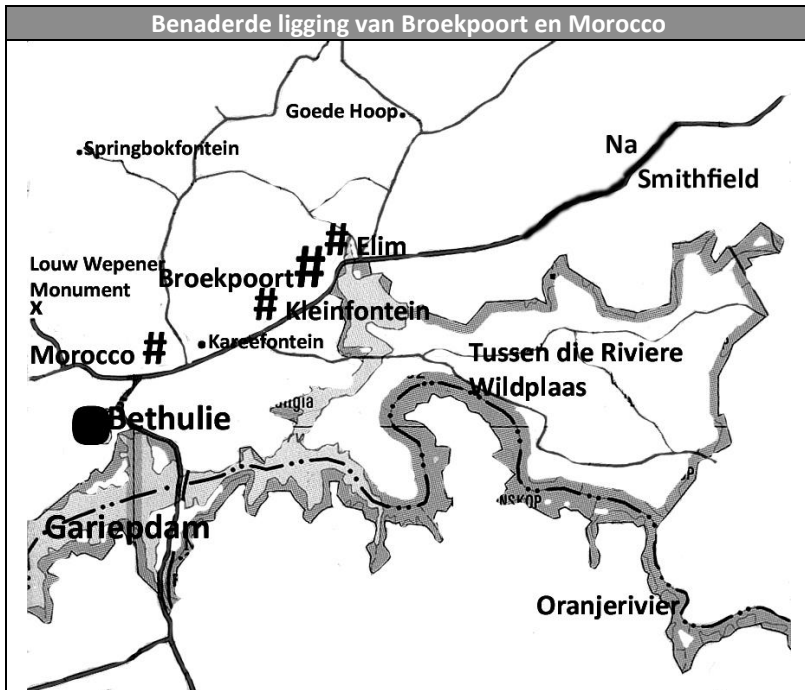 Benaderde ligging van Broekpoort en Morocco
Goede Hoop
Springbokfontein
Na
Smithfield
# Elim
Broekpoort #
Louw Wepener
Monument
x
# Kleinfontein
Morocco #
Kareefontein
Tussen die Riviere
Wildplaas
Bethulie
NSKOP
Gariepdam
Oranjerivier